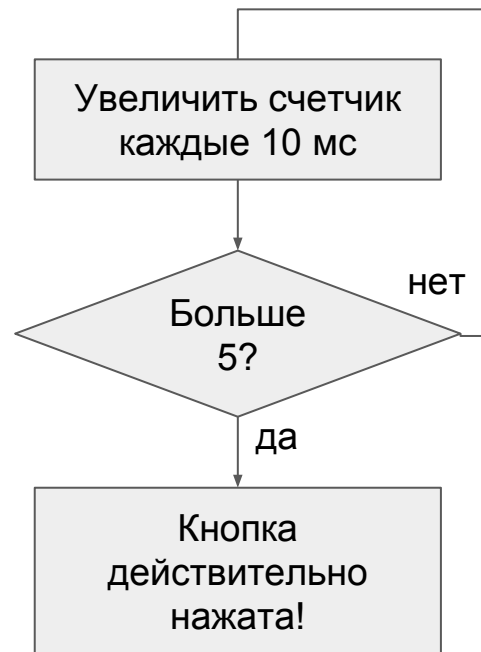 Увеличить счетчик
каждые 10 мс
нет
Больше
5?
да
Кнопка
действительно
нажата!